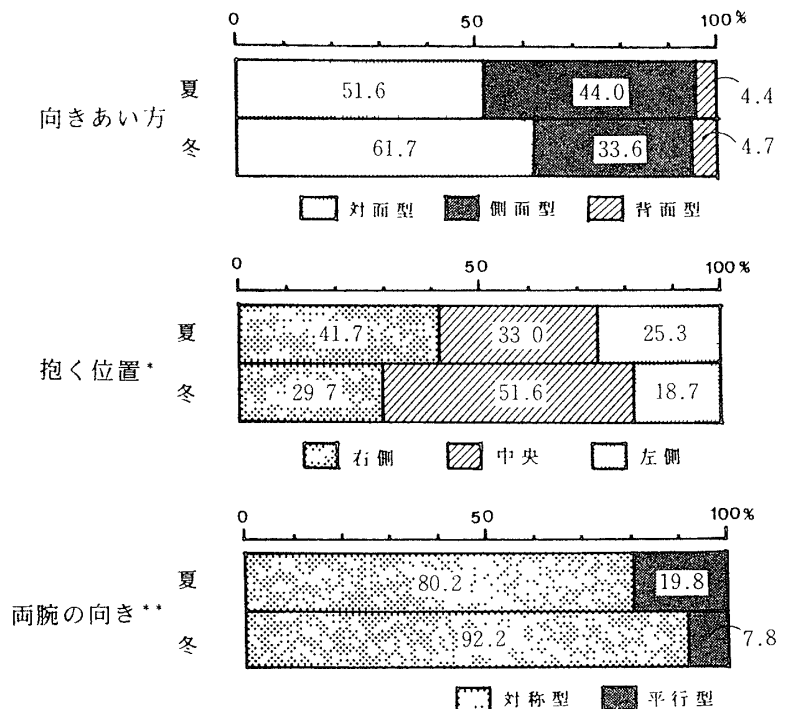 0 50 100%
夏 51.6 44.0 4.4
向きあい方
冬 61.7 33.6 4.7
対面型 側面型 背面型
0 50 100%
夏 41.7 33 0 25.3
抱く位置*
冬 29 7 51.6 18.7
右側 中央 左側
0 50 100%
夏 80.2 19.8
両腕の向き**
冬 92.2 7.8
対称型 平行型